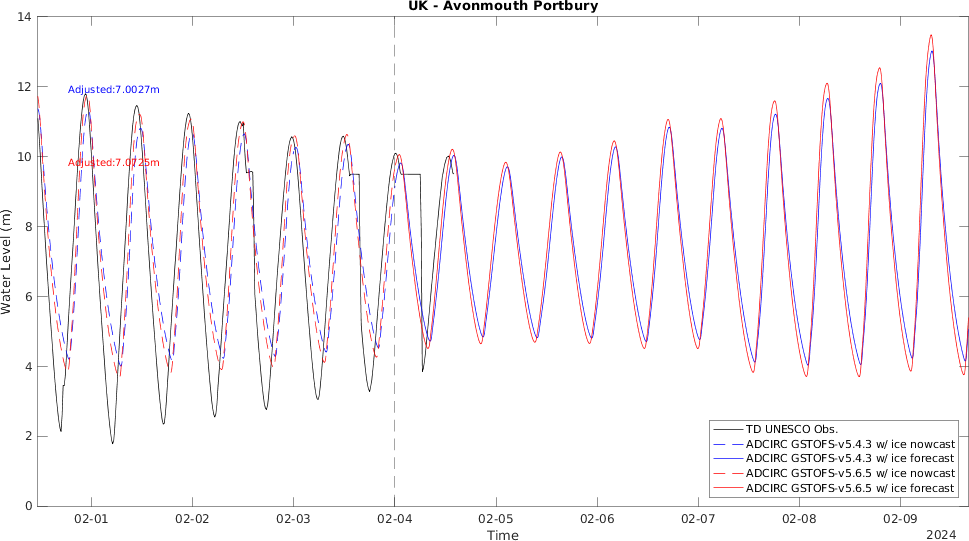 UK - Avonmouth Portbury
14
12
10
8
6
4
2
0
Water Level (m)
Adjusted:7.0027m
Adjusted:7.0725m
TD UNESCO Obs.
ADCIRC GSTOFS-v5.4.3 w/ ice nowcast
ADCIRC GSTOFS-v5.4.3 w/ ice forecast
ADCIRC GSTOFS-v5.6.5 w/ ice nowcast
ADCIRC GSTOFS-v5.6.5 w/ ice forecast
02-01 02-02 02-03 02-04 02-05 02-06 02-07 02-08 02-09
Time
2024